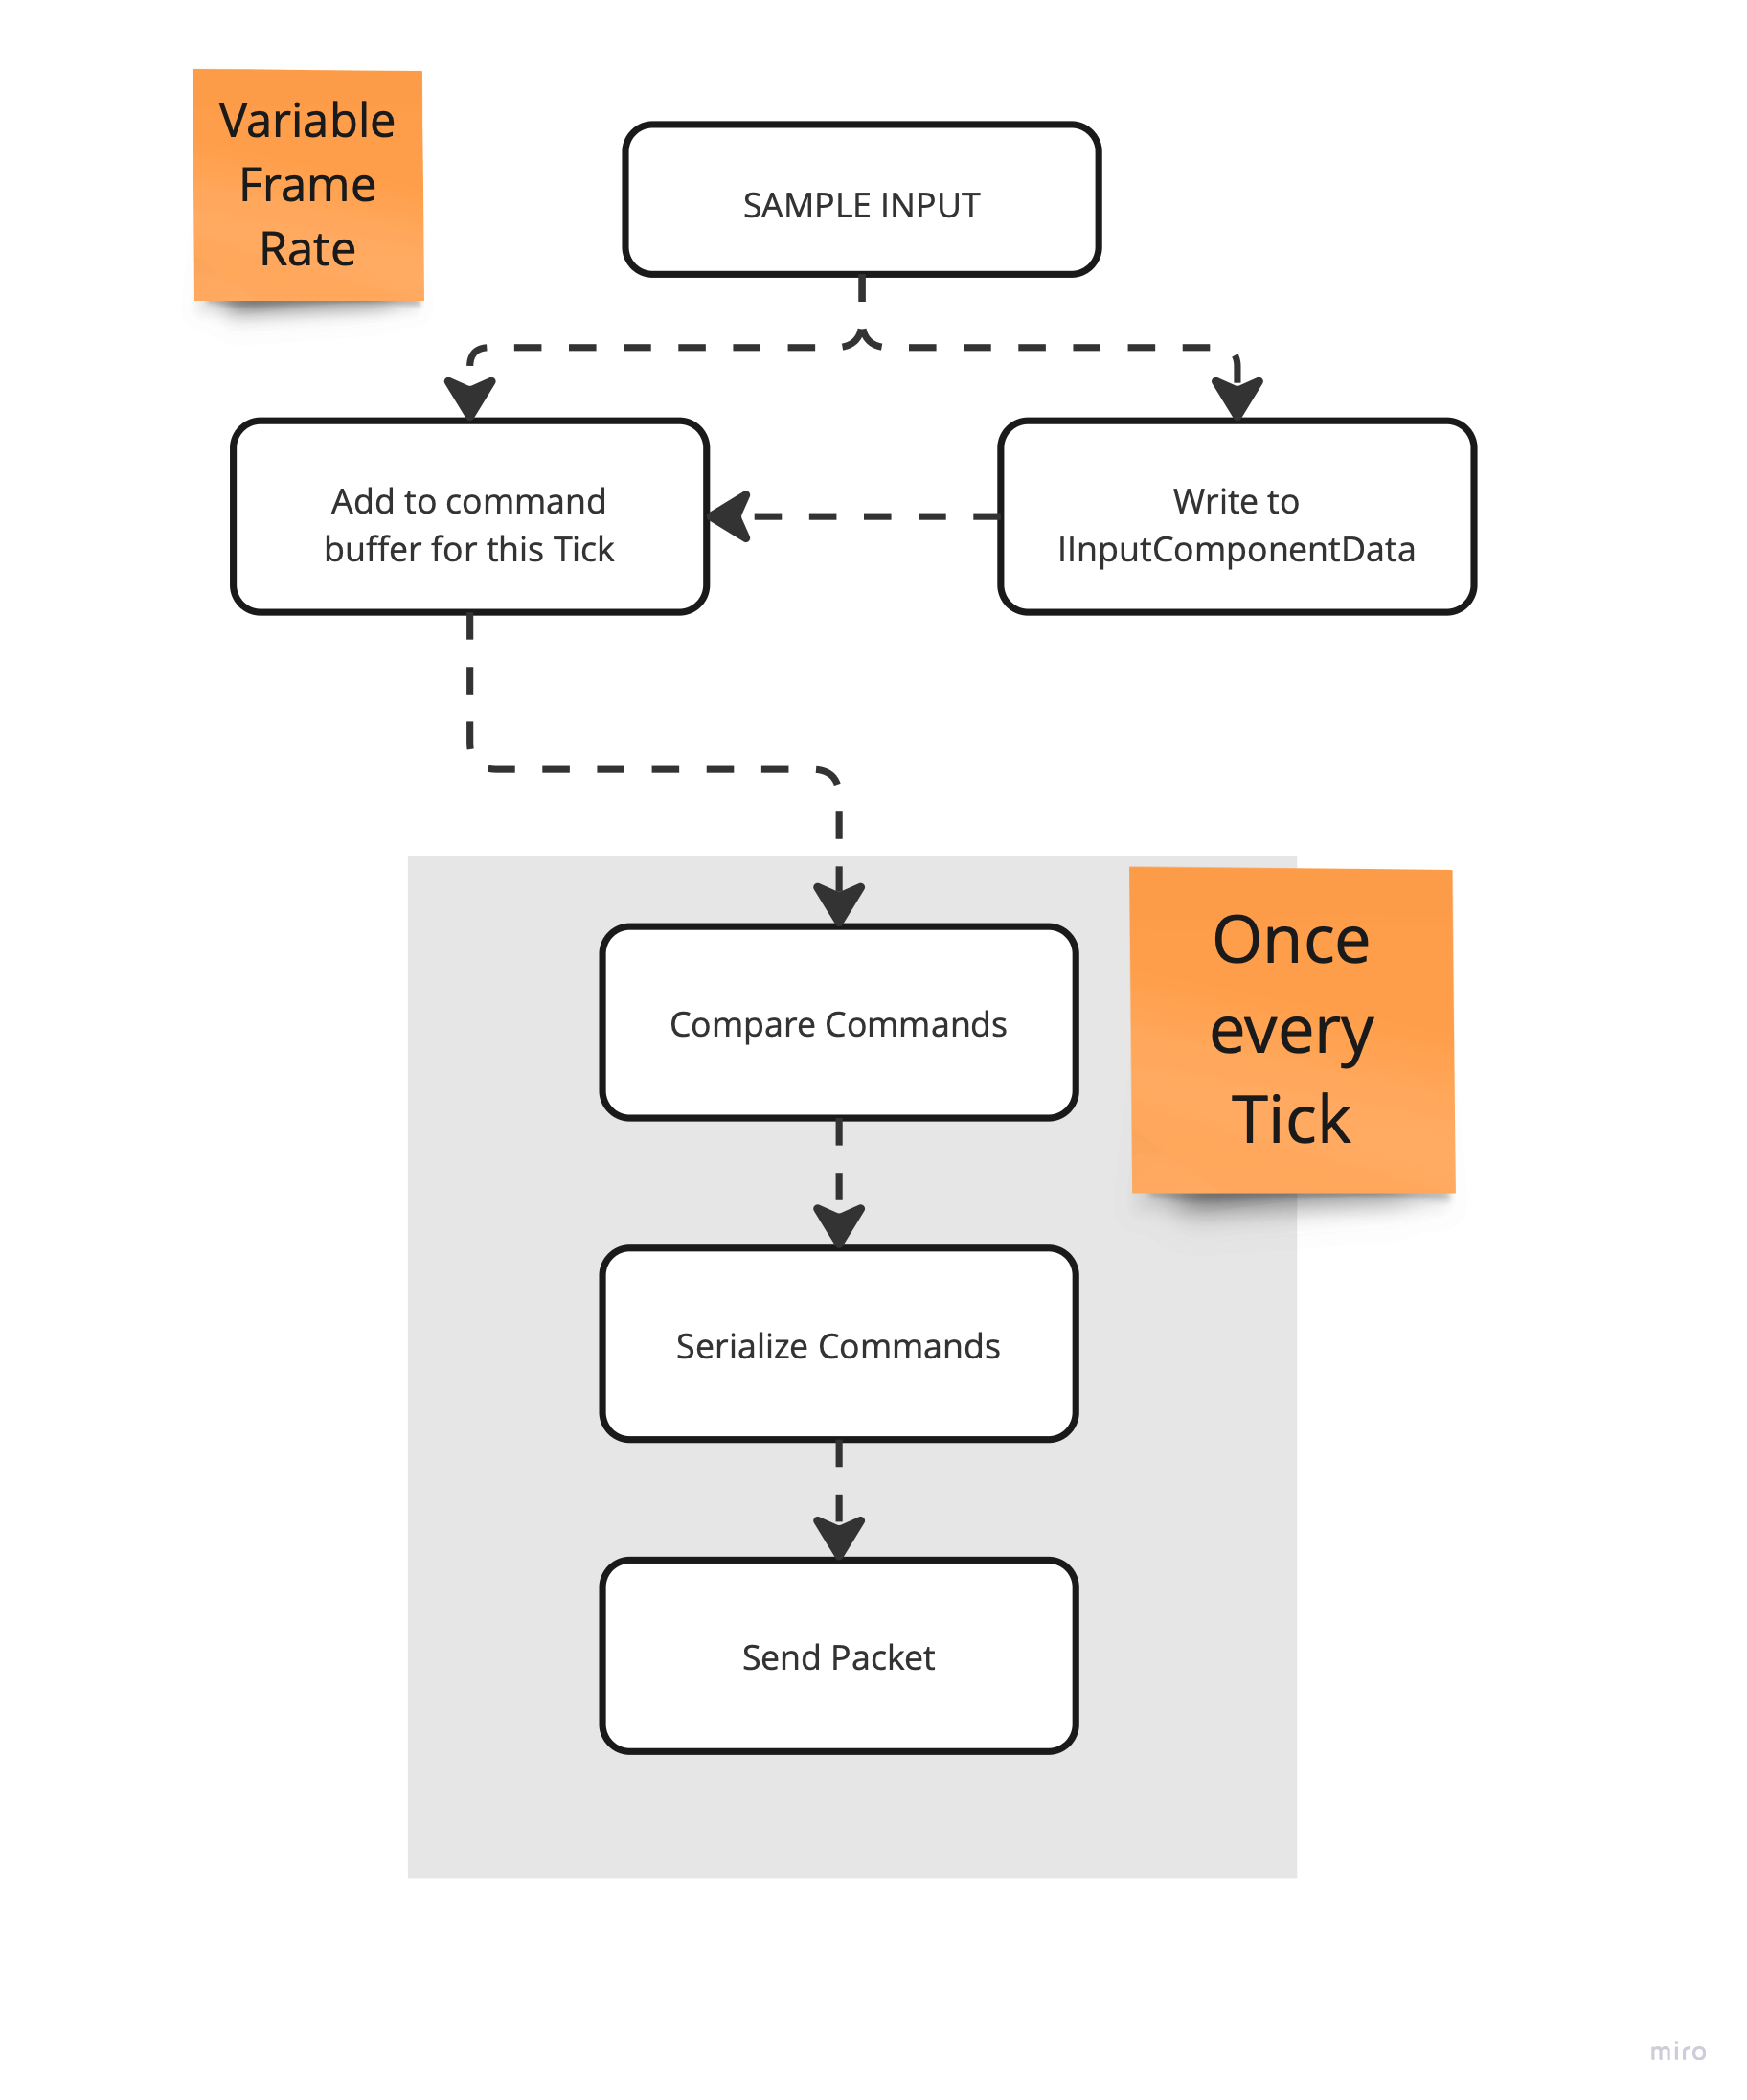 Variable
Frame
Rate
SAMPLE INPUT
Add to command
buffer for this Tick
Write to
IInputComponentData
Once
every
Tick
Compare Commands
Serialize Commands
Send Packet
miro